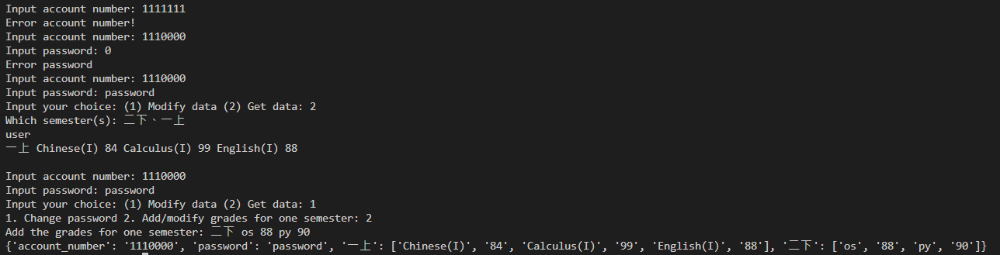 Input account number: 1111111
Error account number!
Input account number: 1110000
Input password: 0
Error password
Input account number: 1110000
Input password: password
Input your choice: (1) Modify data (2) Get data: 2
Which semester(s): 二下、一上
user
一上 Chinese(I) 84 Calculus(I) 99 English(I) 88
Input account number: 1110000
Input password: password
Input your choice: (1) Modify data (2) Get data: 1
1. Change password 2. Add/modify grades for one semester: 2
Add the grades for one semester: 二下 os 88 py 90
{'account_number': '1110000', 'password': 'password', '一上': ['Chinese(I)', '84', 'Calculus(I)', '99', 'English(I)', '88'], '二下': ['os', '88', 'py', '90']}